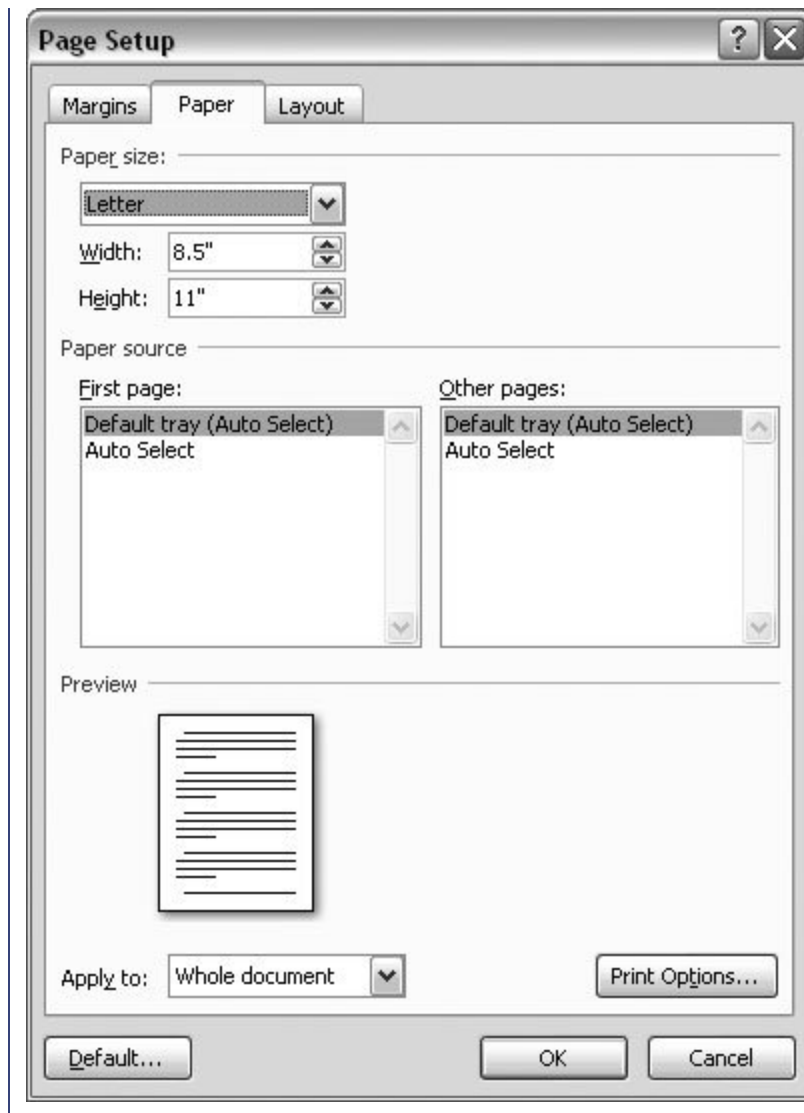 Page Setup
Margins Paper Layout
Paper size:
Letter
Width: 8.5"
Height: 11"
Paper source
First page: Other pages:
Default tray (Auto Select) Default tray (Auto Select)
Auto Select Auto Select
Preview
Apply to: Whole document Print Options...
Default... OK Cancel